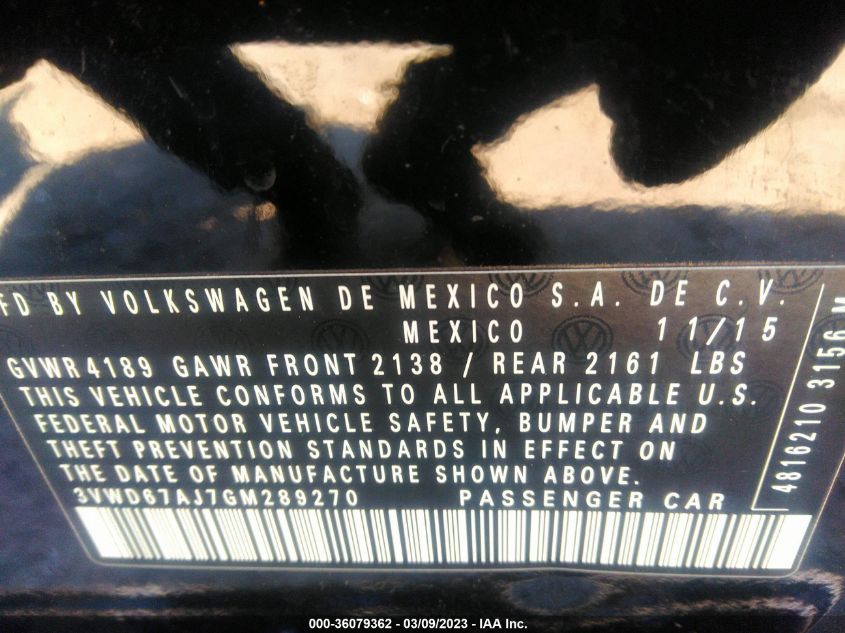 FD BY VOLKSWAGEN DE MEXICO S.A. DE C.V.
MEXICO 11/15
GVWR 4189 GAWR FRONT 2138 / REAR 2161 LBS
THIS VEHICLE CONFORMS TO ALL APPLICABLE U.S.
FEDERAL MOTOR VEHICLE SAFETY, BUMPER AND
THEFT PREVENTION STANDARDS IN EFFECT ON
THE DATE OF MANUFACTURE SHOWN ABOVE.
3VWD67AJ7GM289270 PASSENGER CAR
4816210 3156 M
000-36079362 - 03/09/2023 - IAA Inc.